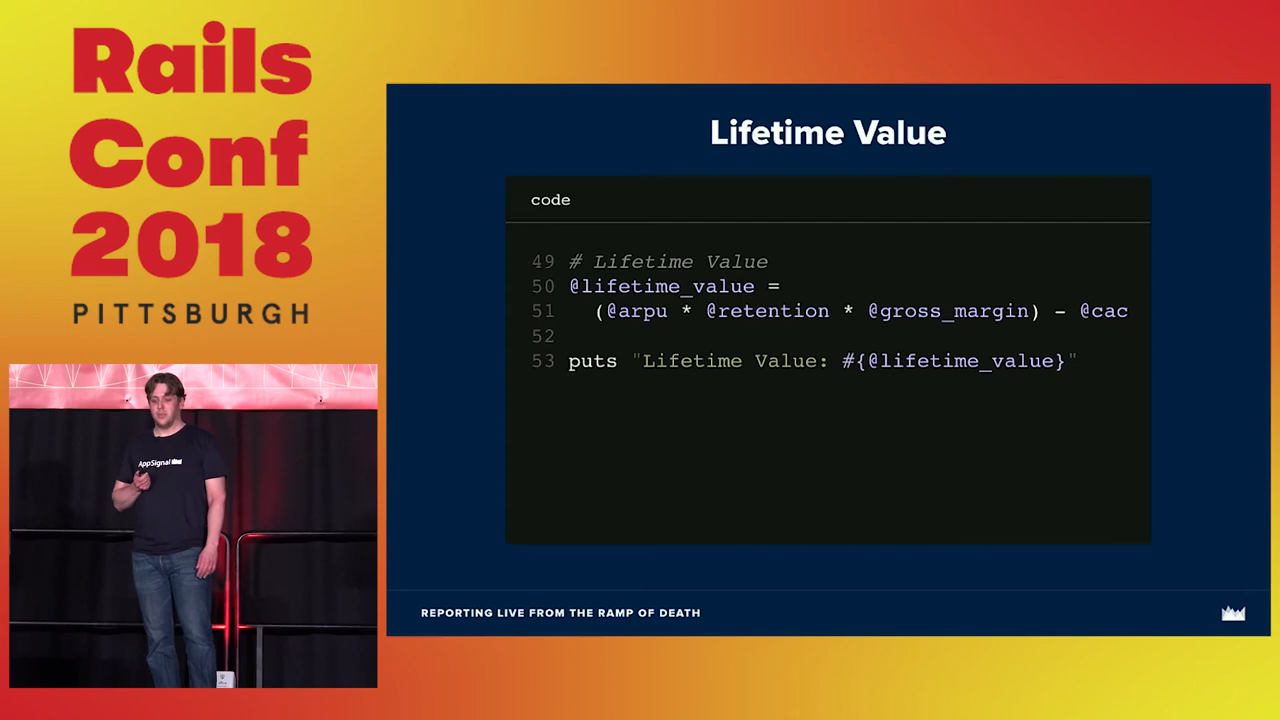 Rails
Conf
2018
PITTSBURGH
Lifetime Value
code
49 # Lifetime Value
50 @lifetime_value =
51 (@arpu * @retention * @gross_margin) - @cac
52
53 puts "Lifetime Value: #{@lifetime_value}"
AppSignal
REPORTING LIVE FROM THE RAMP OF DEATH